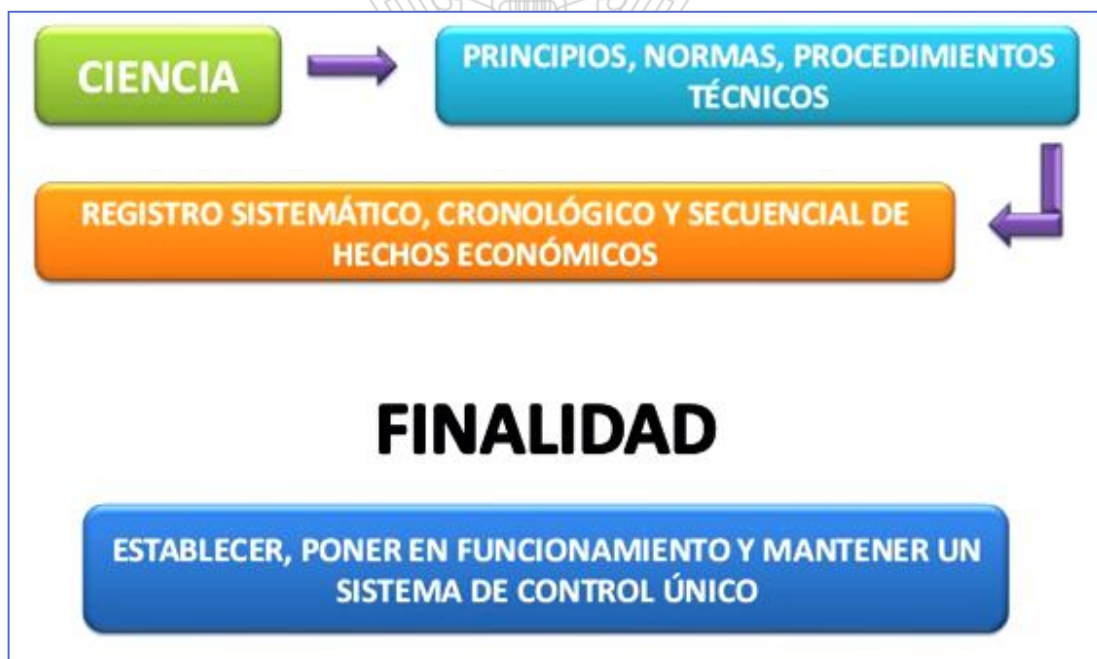 CIENCIA
PRINCIPIOS, NORMAS, PROCEDIMIENTOS
TÉCNICOS
REGISTRO SISTEMÁTICO, CRONOLÓGICO Y SECUENCIAL DE
HECHOS ECONÓMICOS
FINALIDAD
ESTABLECER, PONER EN FUNCIONAMIENTO Y MANTENER UN
SISTEMA DE CONTROL ÚNICO